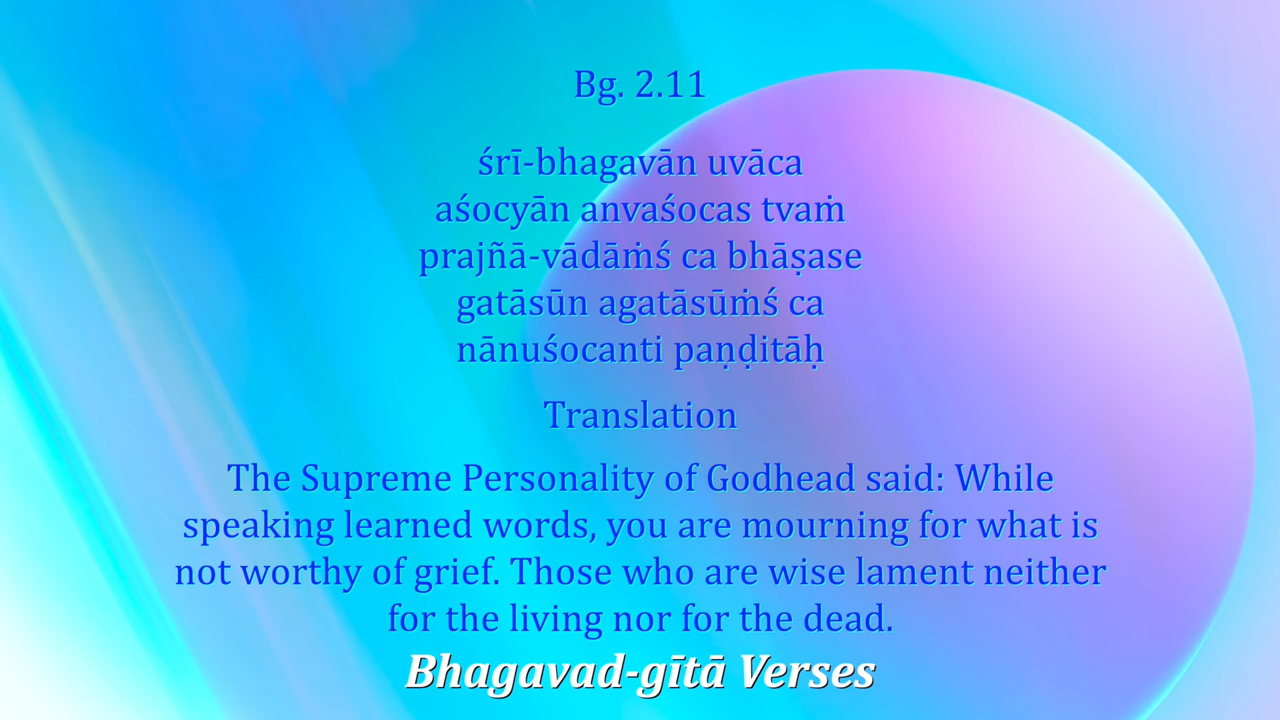 Bg. 2.11
śrī-bhagavān uvāca
aśocyān anvaśocas tvaṁ
prajñā-vādāṁś ca bhāṣase
gatāsūn agatāsūṁś ca
nānuśocanti paṇḍitāḥ
Translation
The Supreme Personality of Godhead said: While
speaking learned words, you are mourning for what is
not worthy of grief. Those who are wise lament neither
for the living nor for the dead.
Bhagavad-gītā Verses